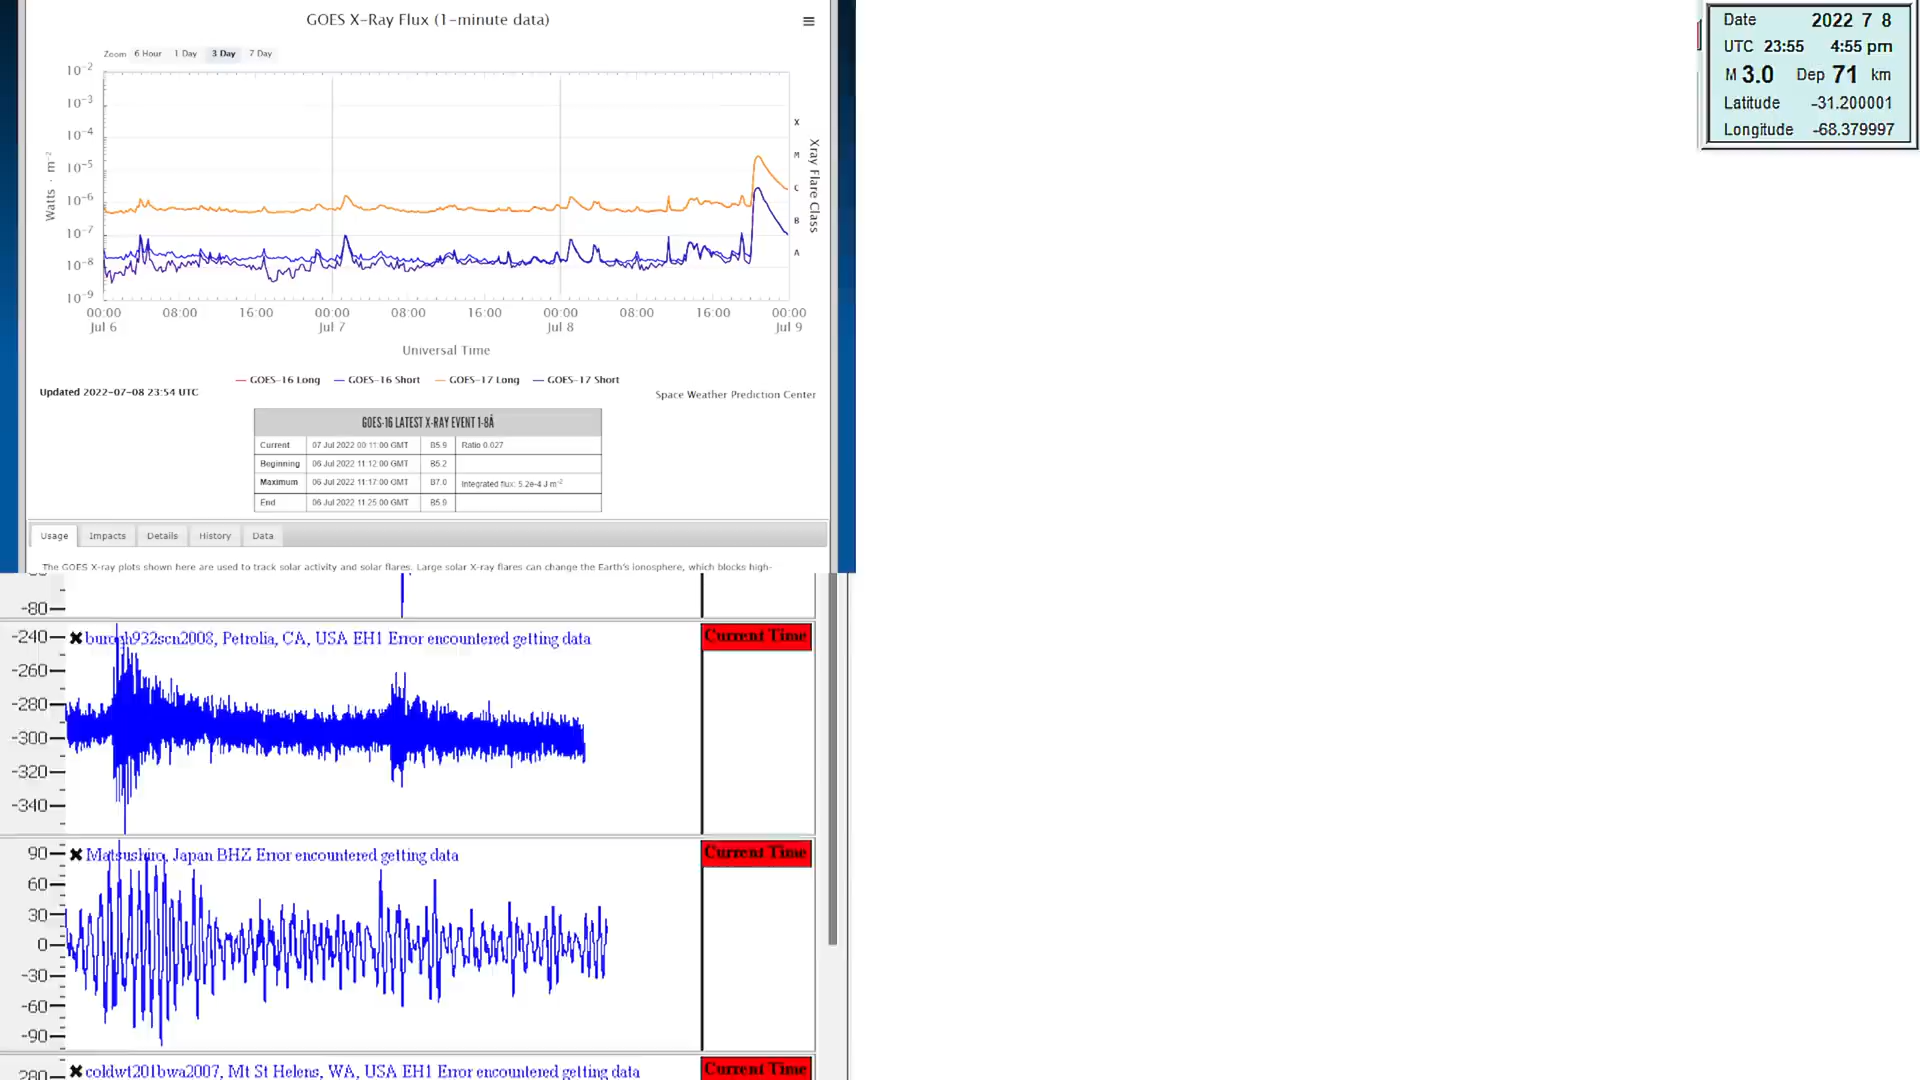 GOES X-Ray Flux (1-minute data)
Zoom 6 Hour 1 Day 3 Day 7 Day
10-2
10-3
10-4
10-5
10-6
10-7
10-8
10-9
Watts · m-2
X
M
C
B
A
Xray Flare Class
00:00 08:00 16:00 00:00 08:00 16:00 00:00 08:00 16:00 00:00
Jul 6 Jul 7 Jul 8 Jul 9
Universal Time
GOES-16 Long GOES-16 Short GOES-17 Long GOES-17 Short
Updated 2022-07-08 23:54 UTC
Space Weather Prediction Center
GOES-16 LATEST X-RAY EVENT 1-8Å
Current 07 Jul 2022 00:11:00 GMT B5.9 Ratio 0.027
Beginning 06 Jul 2022 11:12:00 GMT B5.2
Maximum 06 Jul 2022 11:17:00 GMT B7.0 Integrated flux: 5.2e-4 J m-2
End 06 Jul 2022 11:25:00 GMT B5.9
Usage Impacts Details History Data
The GOES X-ray plots shown here are used to track solar activity and solar flares. Large solar X-ray flares can change the Earth's ionosphere, which blocks high-
-80
-240
-260
-280
-300
-320
-340
Petrolia, CA, USA EH1 Error encountered getting data
Current Time
90
60
30
0
-30
-60
-90
Matsushiro, Japan BHZ Error encountered getting data
Current Time
280
coldwt201bwa2007, Mt St Helens, WA, USA EH1 Error encountered getting data
Current Time
Date 2022 7 8
UTC 23:55 4:55 pm
M 3.0 Dep 71 km
Latitude -31.200001
Longitude -68.379997